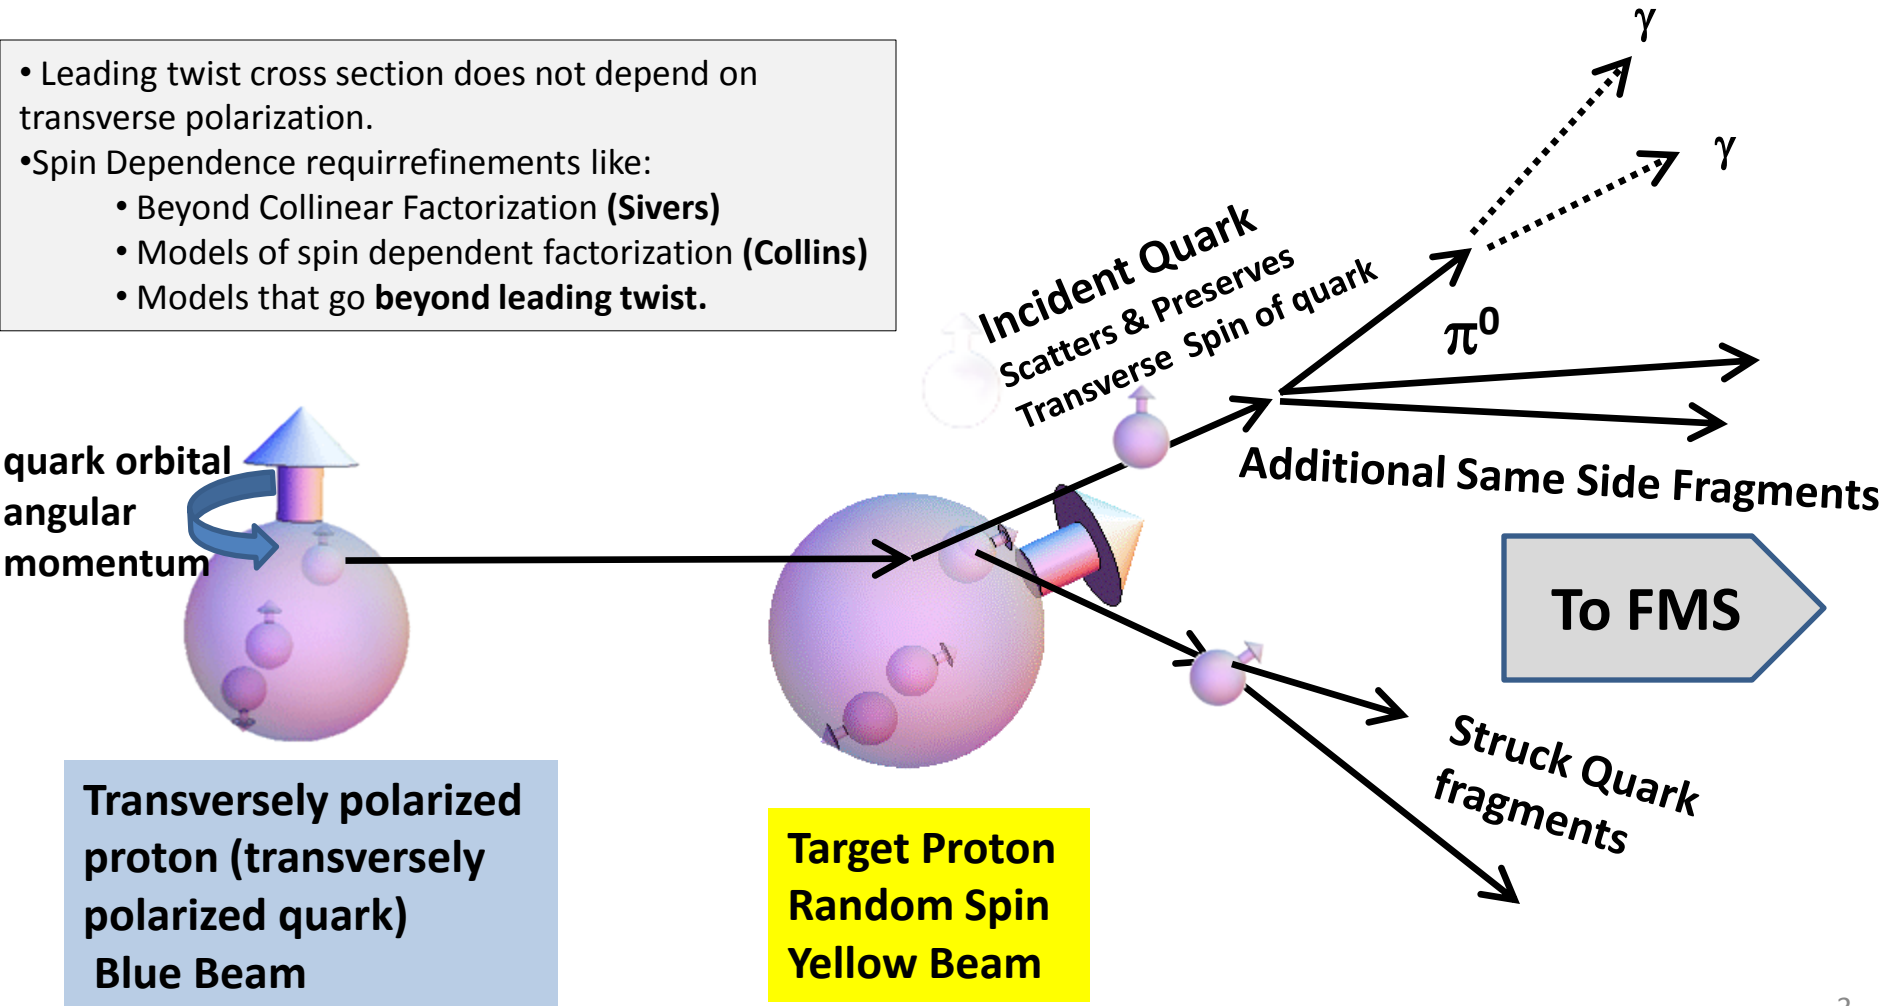 • Leading twist cross section does not depend on
transverse polarization.
•Spin Dependence requirrefinements like:
• Beyond Collinear Factorization (Sivers)
• Models of spin dependent factorization (Collins)
• Models that go beyond leading twist.
γ
γ
Incident Quark
Scatters & Preserves
Transverse Spin of quark
π⁰
Additional Same Side Fragments
quark orbital
angular
momentum
To FMS
Struck Quark
fragments
Transversely polarized
proton (transversely
polarized quark)
Blue Beam
Target Proton
Random Spin
Yellow Beam